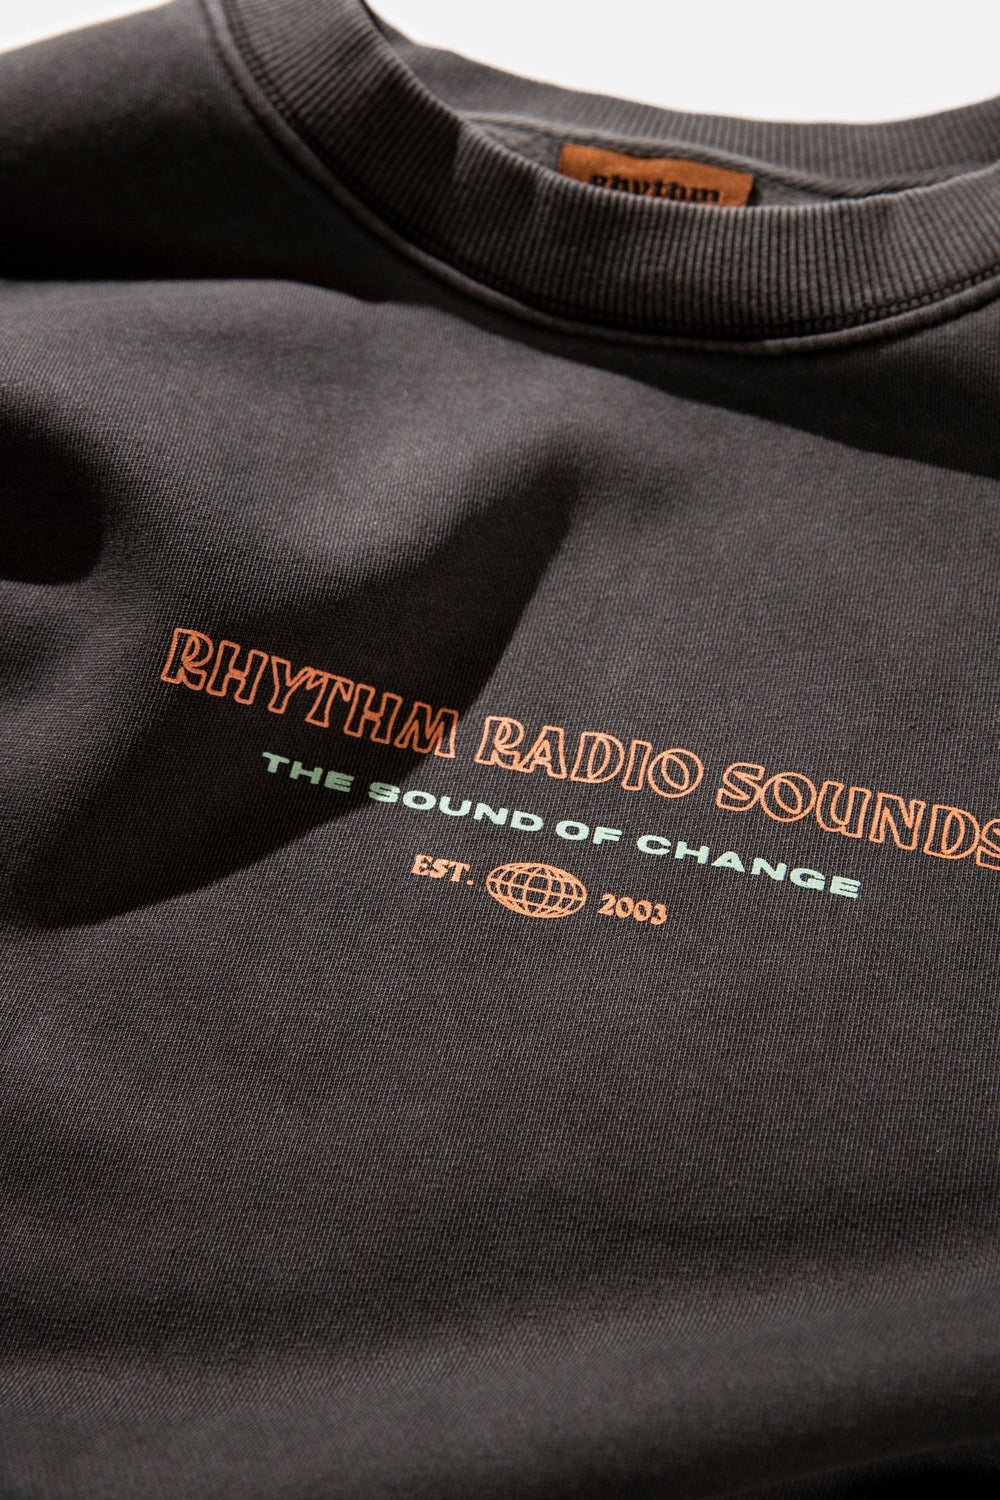 Rhythm
RHYTHM RADIO SOUNDS
THE SOUND OF CHANGE
EST. 2003